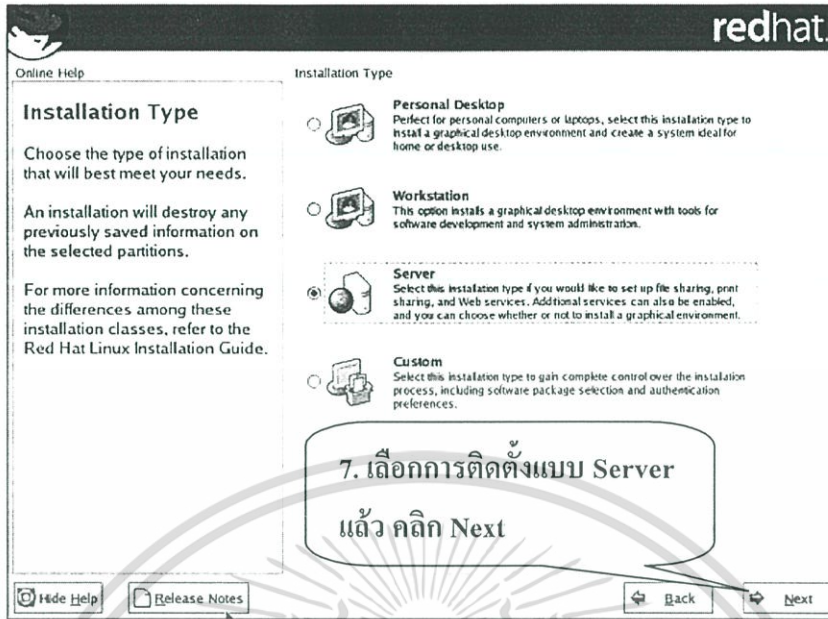 redhat.
Online Help
Installation Type
Choose the type of installation
that will best meet your needs.
An installation will destroy any
previously saved information on
the selected partitions.
For more information concerning
the differences among these
installation classes, refer to the
Red Hat Linux Installation Guide.
Installation Type
Personal Desktop
Perfect for personal computers or laptops, select this installation type to
install a graphical desktop environment and create a system ideal for
home or desktop use.
Workstation
This option installs a graphical desktop environment with tools for
software development and system administration.
Server
Select this installation type if you would like to set up file sharing, print
sharing, and Web services. Additional services can also be enabled,
and you can choose whether or not to install a graphical environment.
Custom
Select this installation type to gain complete control over the installation
process, including software package selection and authentication
preferences.
7. เลือกการติดตั้งแบบ Server
แล้ว คลิก Next
Hide Help
Release Notes
Back
Next